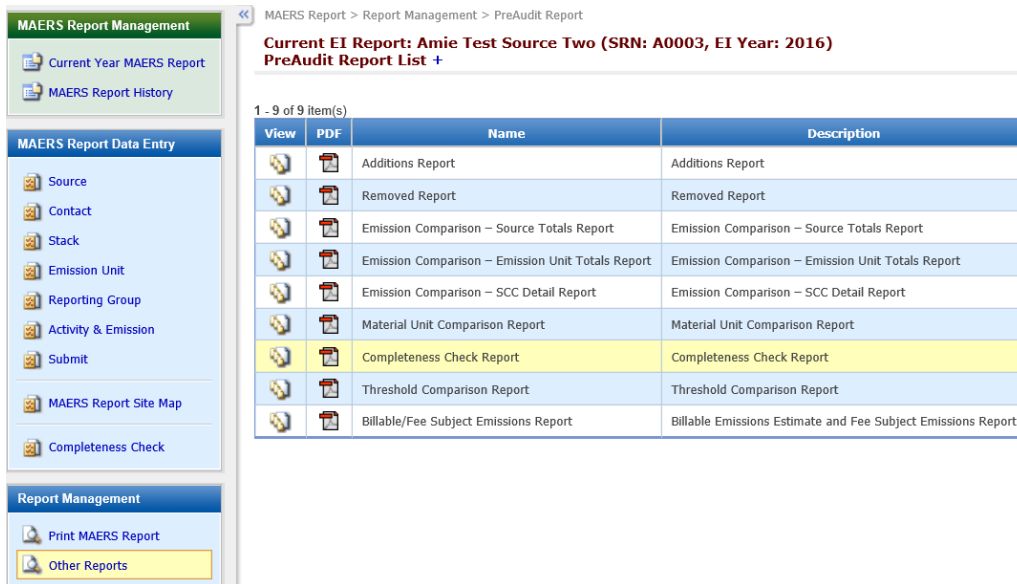 MAERS Report Management
Current Year MAERS Report
MAERS Report History
MAERS Report Data Entry
Source
Contact
Stack
Emission Unit
Reporting Group
Activity & Emission
Submit
MAERS Report Site Map
Completeness Check
Report Management
Print MAERS Report
Other Reports
«
MAERS Report > Report Management > PreAudit Report
Current EI Report: Amie Test Source Two (SRN: A0003, EI Year: 2016)
PreAudit Report List +
1 - 9 of 9 item(s)
View PDF Name Description
Additions Report Additions Report
Removed Report Removed Report
Emission Comparison – Source Totals Report Emission Comparison – Source Totals Report
Emission Comparison – Emission Unit Totals Report Emission Comparison – Emission Unit Totals Report
Emission Comparison – SCC Detail Report Emission Comparison – SCC Detail Report
Material Unit Comparison Report Material Unit Comparison Report
Completeness Check Report Completeness Check Report
Threshold Comparison Report Threshold Comparison Report
Billable/Fee Subject Emissions Report Billable Emissions Estimate and Fee Subject Emissions Report